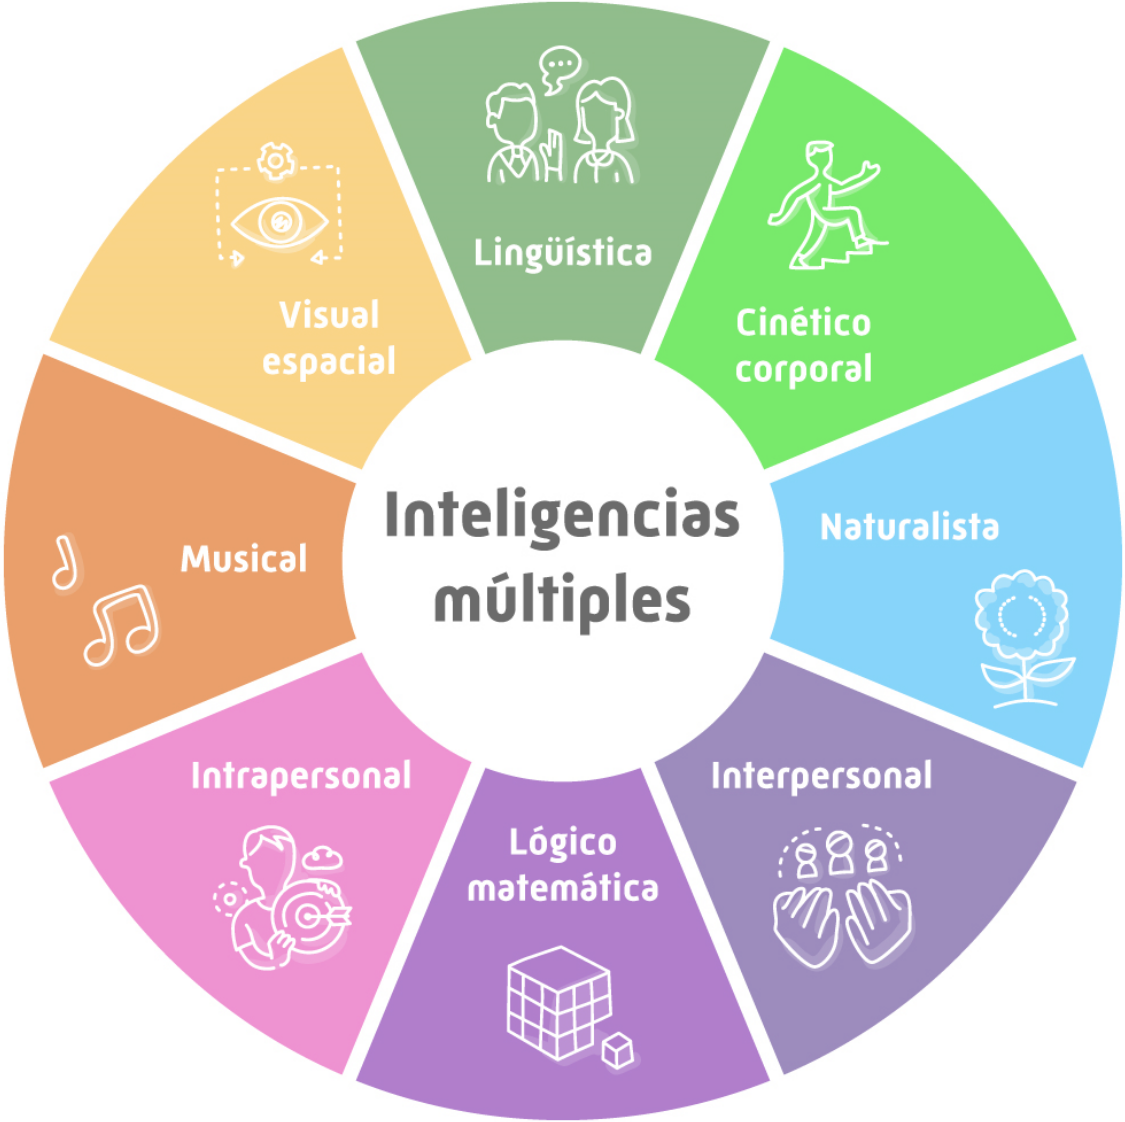 Lingüística
Cinético
corporal
Naturalista
Interpersonal
Lógico
matemática
Intrapersonal
Musical
Visual
espacial
Inteligencias
múltiples